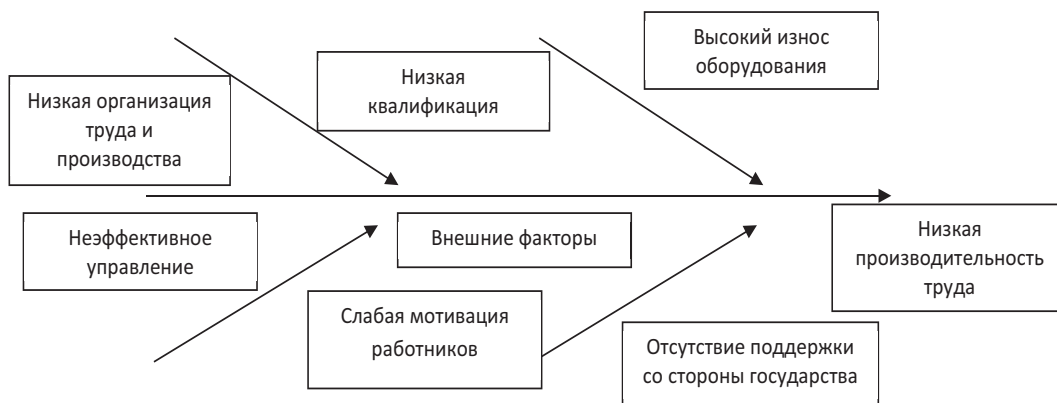 Высокий износ
оборудования
Низкая
квалификация
Низкая организация
труда и
производства
Неэффективное
управление
Внешние факторы
Низкая
производительность
труда
Слабая мотивация
работников
Отсутствие поддержки
со стороны государства